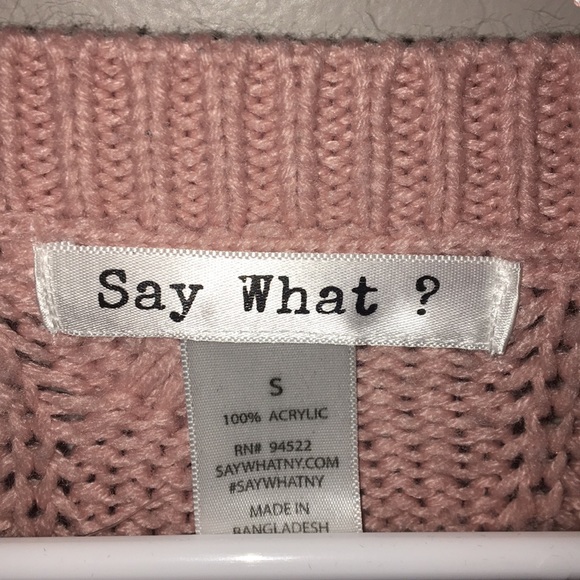 Say What ?
S
100% ACRYLIC
RN# 94522
SAYWHATNY.COM
#SAYWHATNY
MADE IN
BANGLADESH